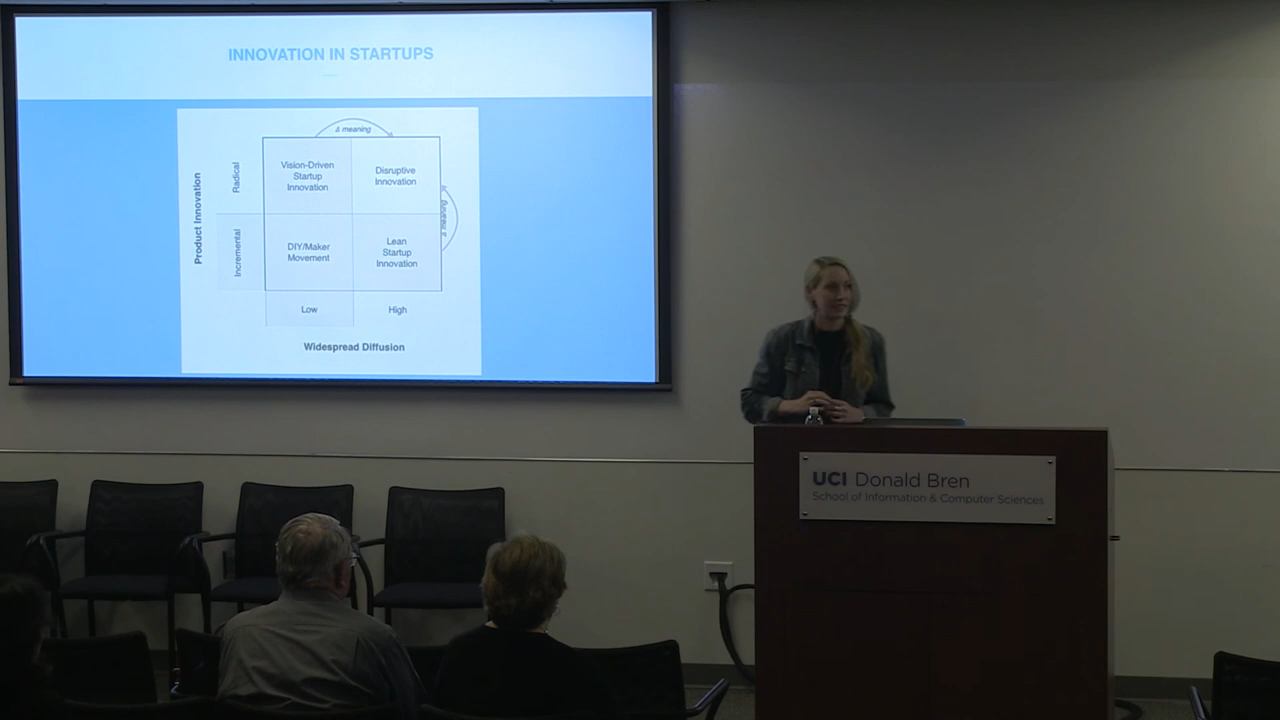 INNOVATION IN STARTUPS
Δ meaning
Product Innovation
Radical
Vision-Driven
Startup
Innovation
Disruptive
Innovation
Δ meaning
Incremental
DIY/Maker
Movement
Lean
Startup
Innovation
Low
High
Widespread Diffusion
UCI Donald Bren
School of Information & Computer Sciences